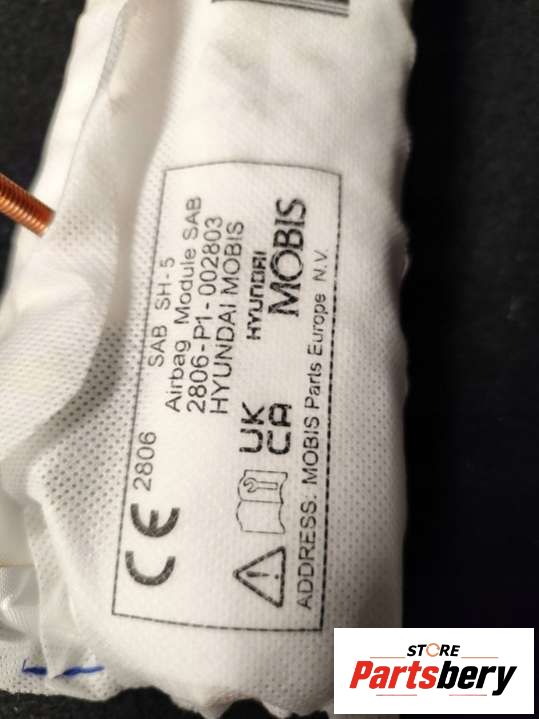 CE 2806
SAB SH-5
Airbag Module SAB
2806-P1-002803
HYUNDAI MOBIS
UK
CA
HYUNDAI
MOBIS
ADDRESS: MOBIS Parts Europe N.V.
STORE
Partsbery